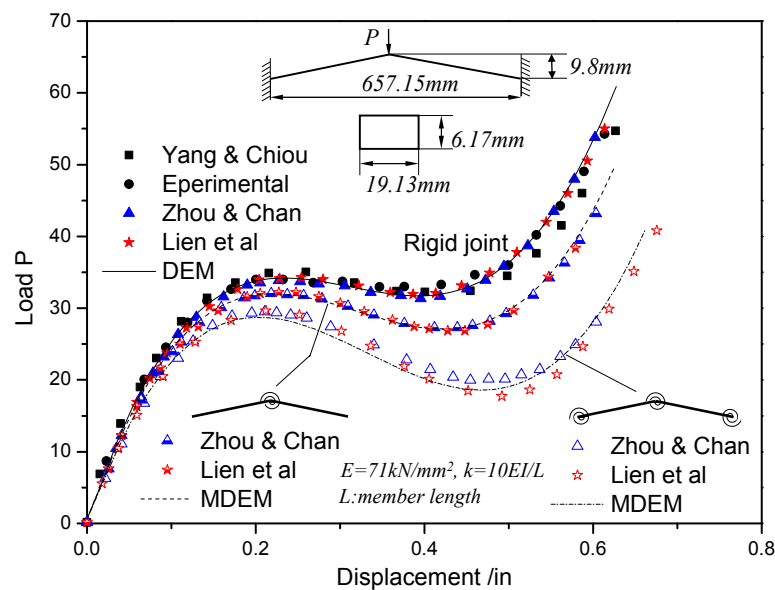 70
60
50
40
30
20
10
0
Load P
P
9.8mm
657.15mm
6.17mm
19.13mm
Yang & Chiou
Eperimental
Zhou & Chan
Lien et al
DEM
Rigid joint
Zhou & Chan
Lien et al
MDEM
E=71kN/mm², k=10EI/L
L:member length
Zhou & Chan
Lien et al
MDEM
0.0 0.2 0.4 0.6 0.8
Displacement /in